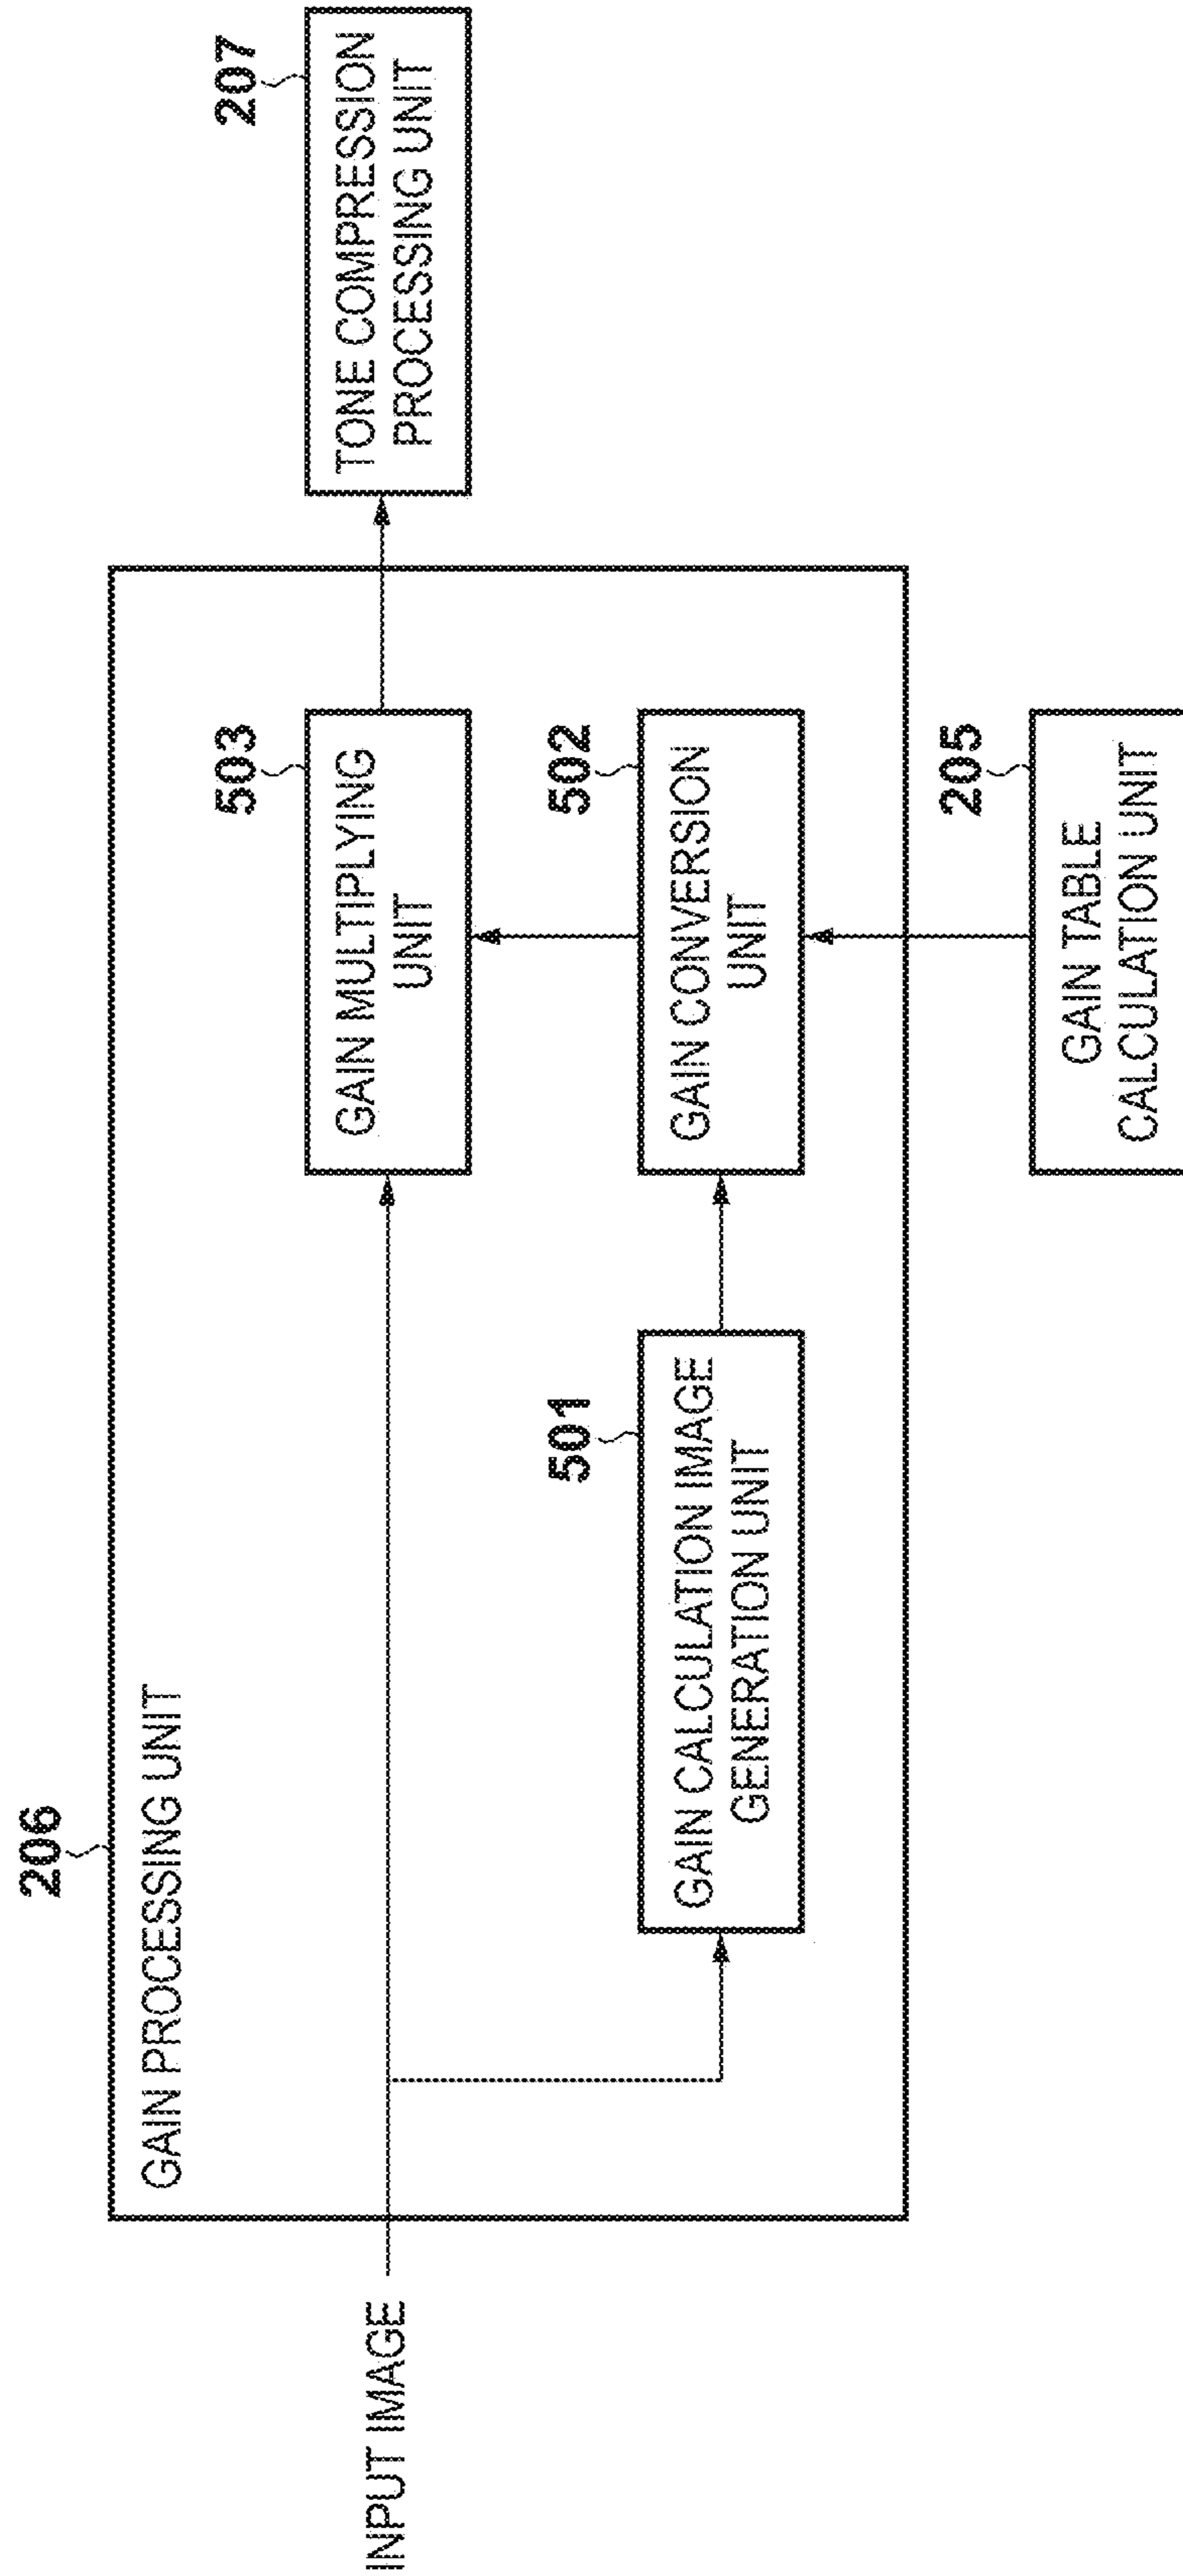 206
GAIN PROCESSING UNIT
INPUT IMAGE
503
GAIN MULTIPLYING
UNIT
207
TONE COMPRESSION
PROCESSING UNIT
501
GAIN CALCULATION IMAGE
GENERATION UNIT
502
GAIN CONVERSION
UNIT
205
GAIN TABLE
CALCULATION UNIT